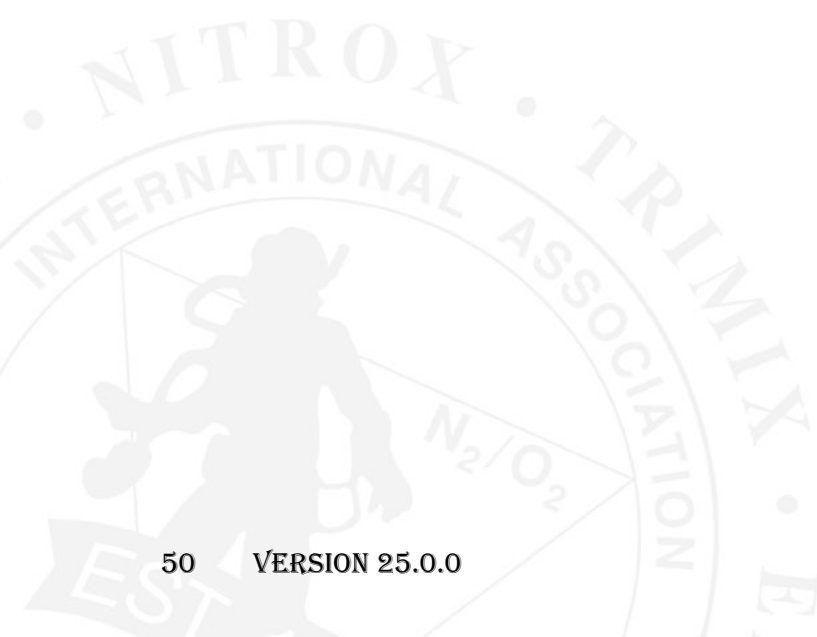 • NITROX • TRIMIX •
INTERNATIONAL ASSOCIATION
N₂/O₂
EST
50 VERSION 25.0.0